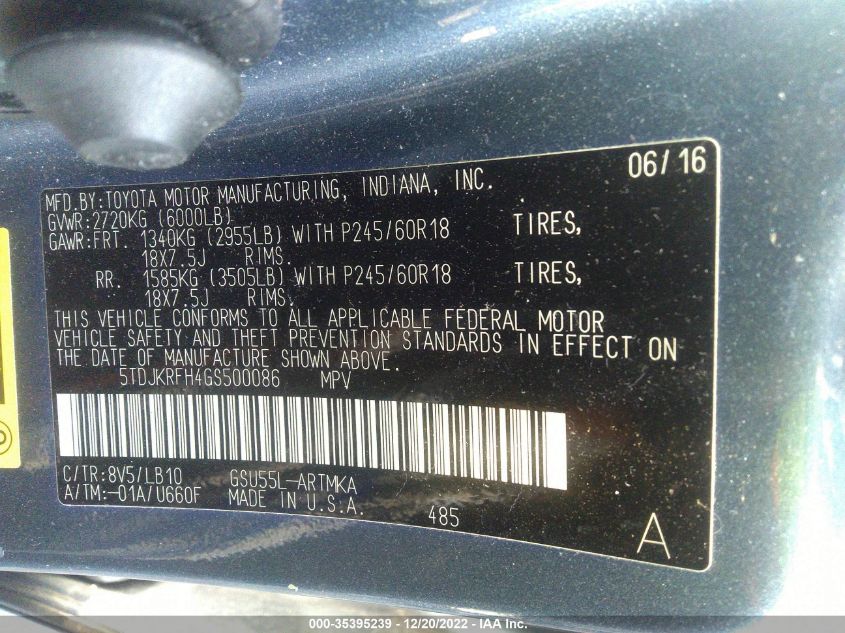 06/16
MFD.BY:TOYOTA MOTOR MANUFACTURING, INDIANA, INC.
GVWR:2720KG (6000LB)
GAWR:FRT. 1340KG (2955LB) WITH P245/60R18 TIRES,
18X7.5J RIMS.
RR. 1585KG (3505LB) WITH P245/60R18 TIRES,
18X7.5J RIMS.
THIS VEHICLE CONFORMS TO ALL APPLICABLE FEDERAL MOTOR
VEHICLE SAFETY AND THEFT PREVENTION STANDARDS IN EFFECT ON
THE DATE OF MANUFACTURE SHOWN ABOVE.
5TDJKRFH4GS500086 MPV
C/TR:8V5/LB10 GSU55L-ARTMKA
A/TM:-01A/U660F MADE IN U.S.A.
485
A
000-35395239 - 12/20/2022 - IAA Inc.